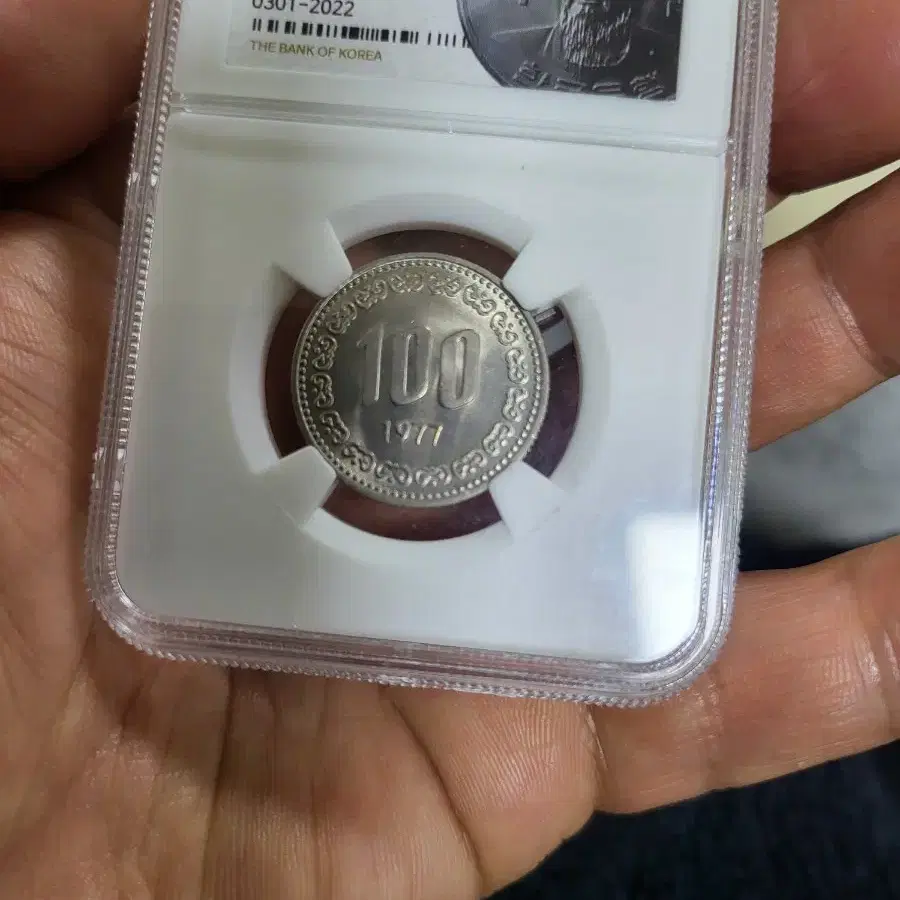 0301-2022
THE BANK OF KOREA
100
1977